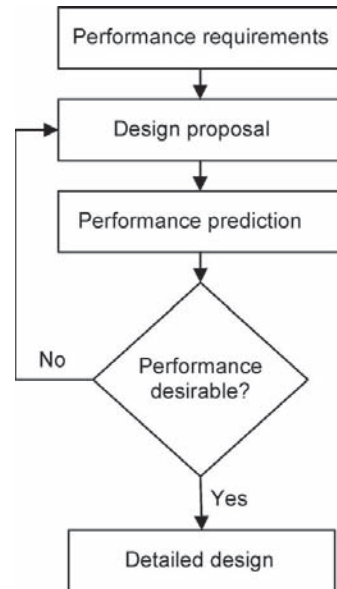 Performance requirements
Design proposal
Performance prediction
No
Performance
desirable?
Yes
Detailed design